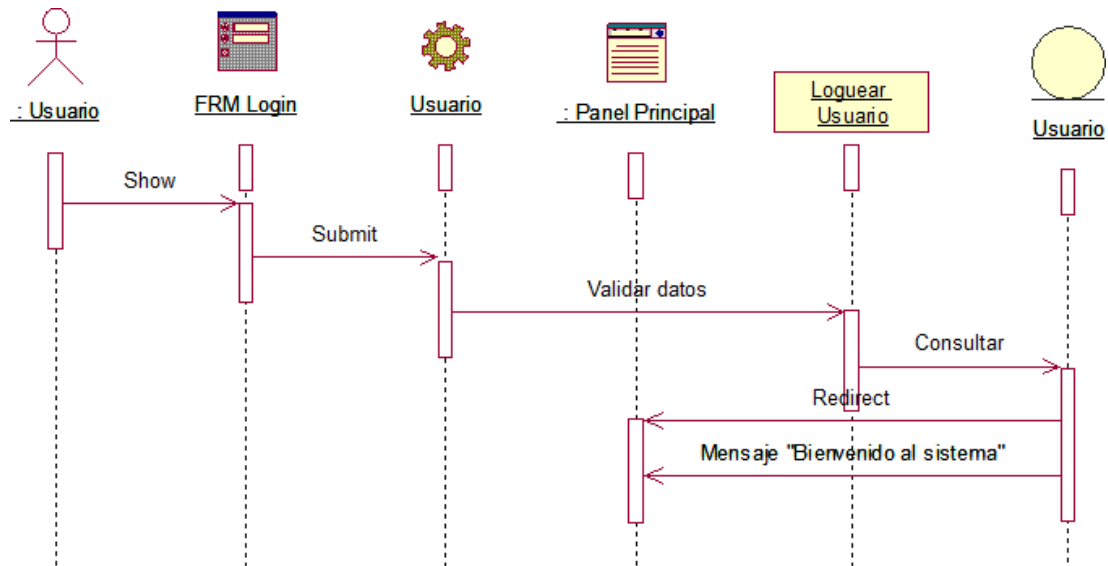 : Usuario
FRM Login
Usuario
: Panel Principal
Loguear
Usuario
Usuario
Show
Submit
Validar datos
Consultar
Redirect
Mensaje "Bienvenido al sistema"